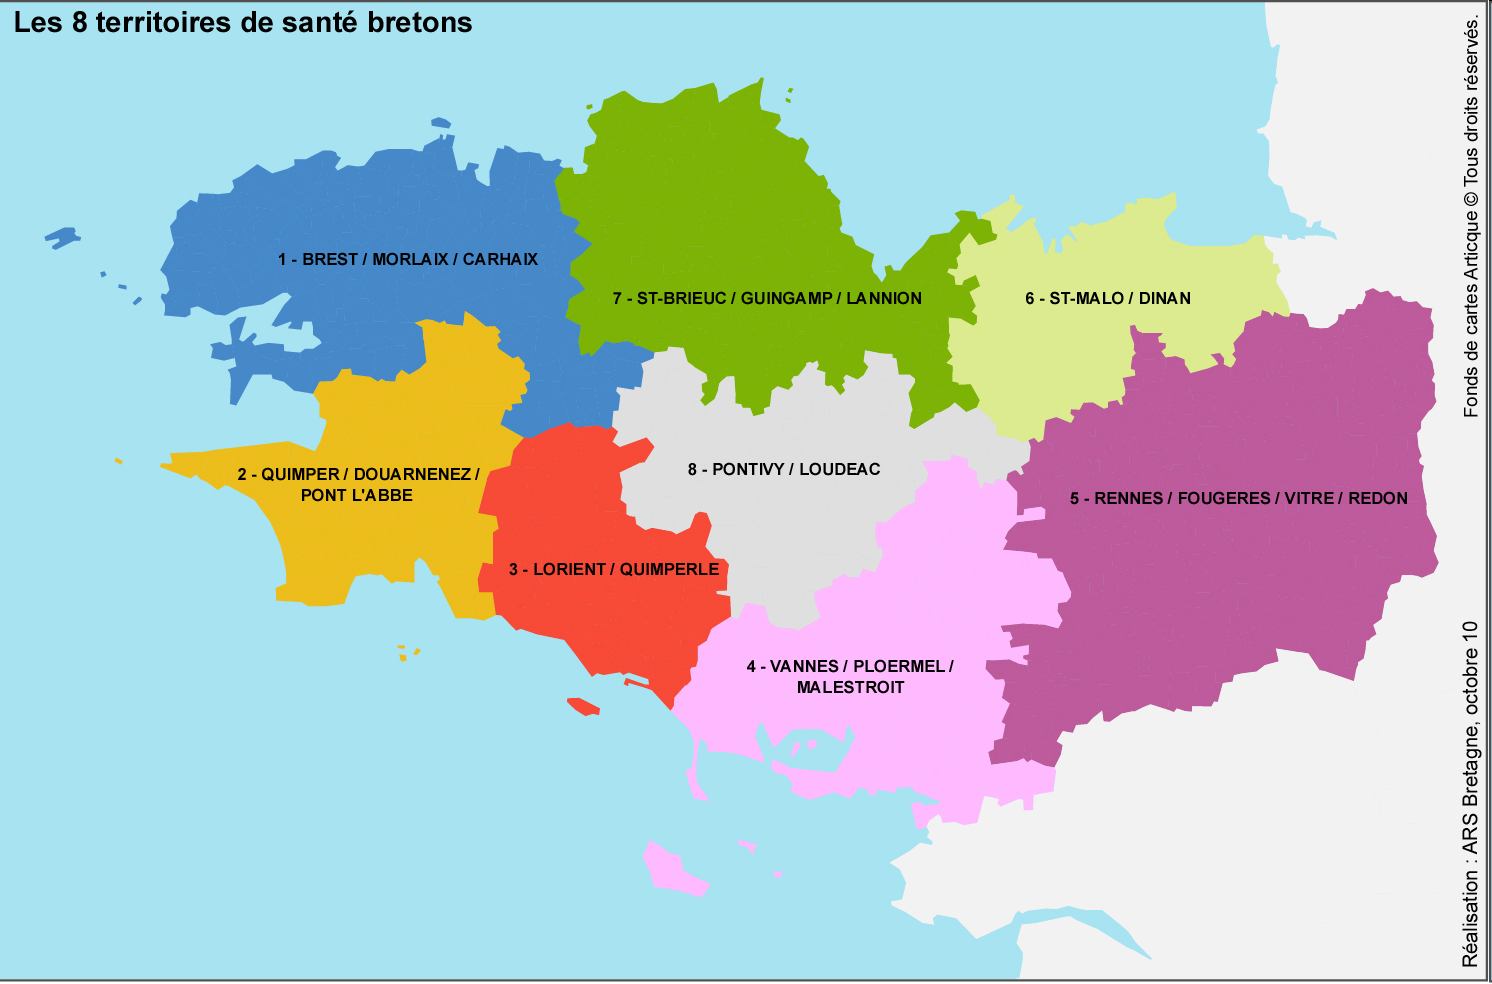 Les 8 territoires de santé bretons
1 - BREST / MORLAIX / CARHAIX
7 - ST-BRIEUC / GUINGAMP / LANNION
6 - ST-MALO / DINAN
2 - QUIMPER / DOUARNENEZ /
PONT L'ABBE
8 - PONTIVY / LOUDEAC
5 - RENNES / FOUGERES / VITRE / REDON
3 - LORIENT / QUIMPERLE
4 - VANNES / PLOERMEL /
MALESTROIT
Fonds de cartes Articque © Tous droits réservés.
Réalisation : ARS Bretagne, octobre 10